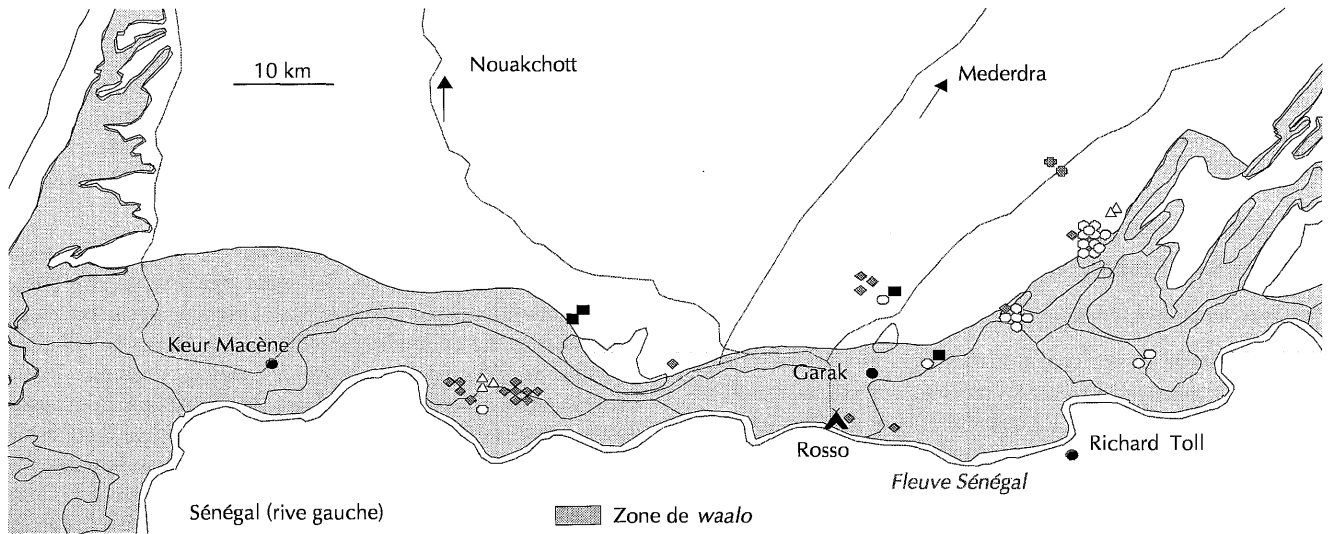 Nouakchott
Mederdra
10 km
Keur Macène
Garak
Rosso
Richard Toll
Fleuve Sénégal
Sénégal (rive gauche)
Zone de waalo